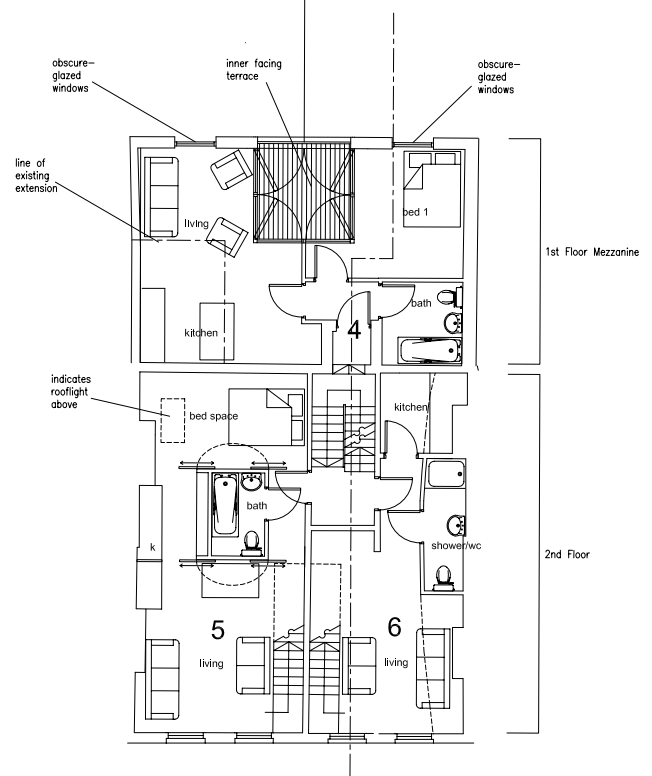 obscure-
glazed
windows
inner facing
terrace
obscure-
glazed
windows
line of
existing
extension
living
bed 1
1st Floor Mezzanine
bath
kitchen
4
indicates
rooflight
above
bed space
kitchen
bath
k
shower/wc
2nd Floor
5
6
living
living